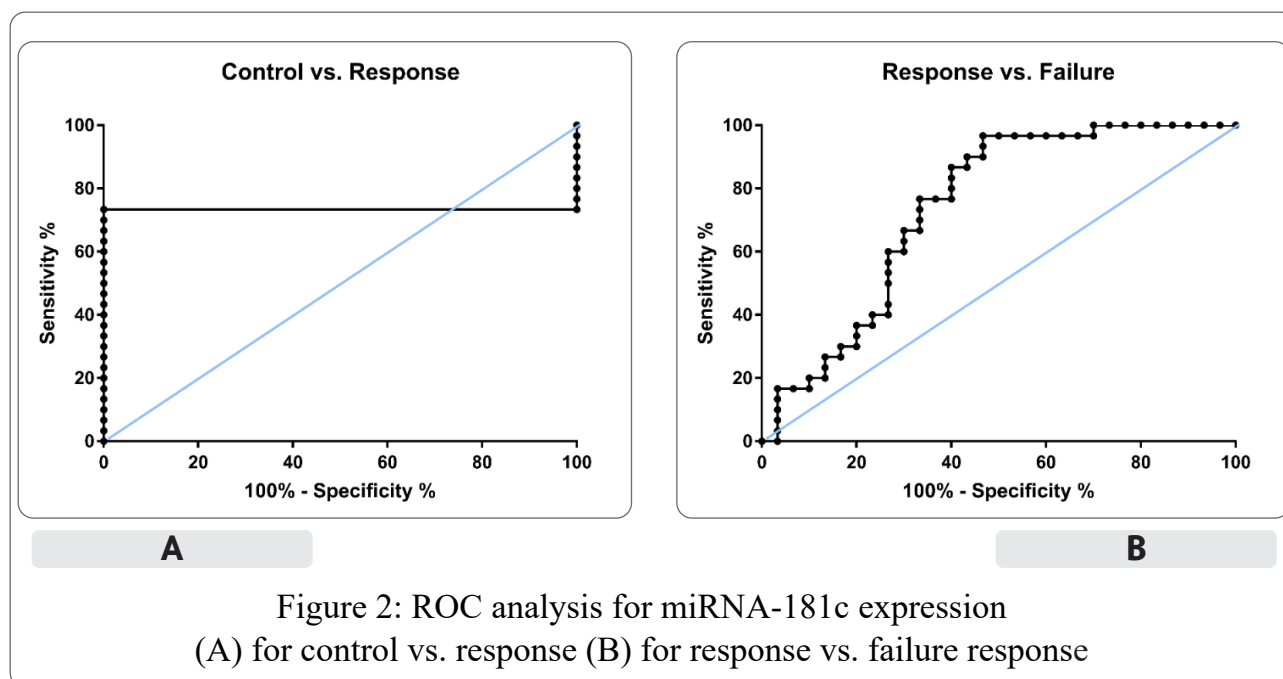 Control vs. Response
100
80
60
40
20
0
Sensitivity %
0 20 40 60 80 100
100% - Specificity %
A
Response vs. Failure
100
80
60
40
20
0
Sensitivity %
0 20 40 60 80 100
100% - Specificity %
B
Figure 2: ROC analysis for miRNA-181c expression
(A) for control vs. response (B) for response vs. failure response